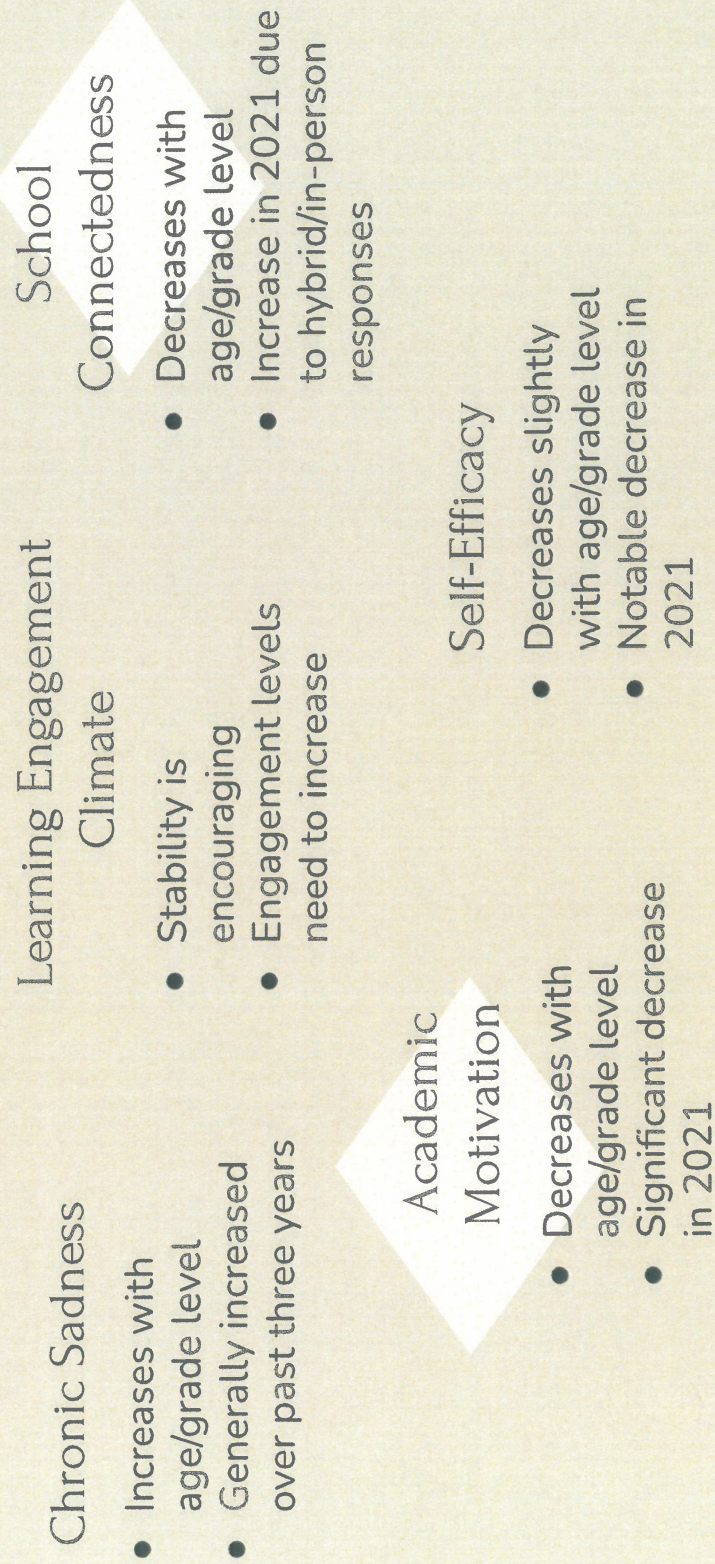 Chronic Sadness
• Increases with
age/grade level
• Generally increased
over past three years
Learning Engagement
Climate
• Stability is
encouraging
• Engagement levels
need to increase
School
Connectedness
• Decreases with
age/grade level
• Increase in 2021 due
to hybrid/in-person
responses
Academic
Motivation
• Decreases with
age/grade level
• Significant decrease
in 2021
Self-Efficacy
• Decreases slightly
with age/grade level
• Notable decrease in
2021